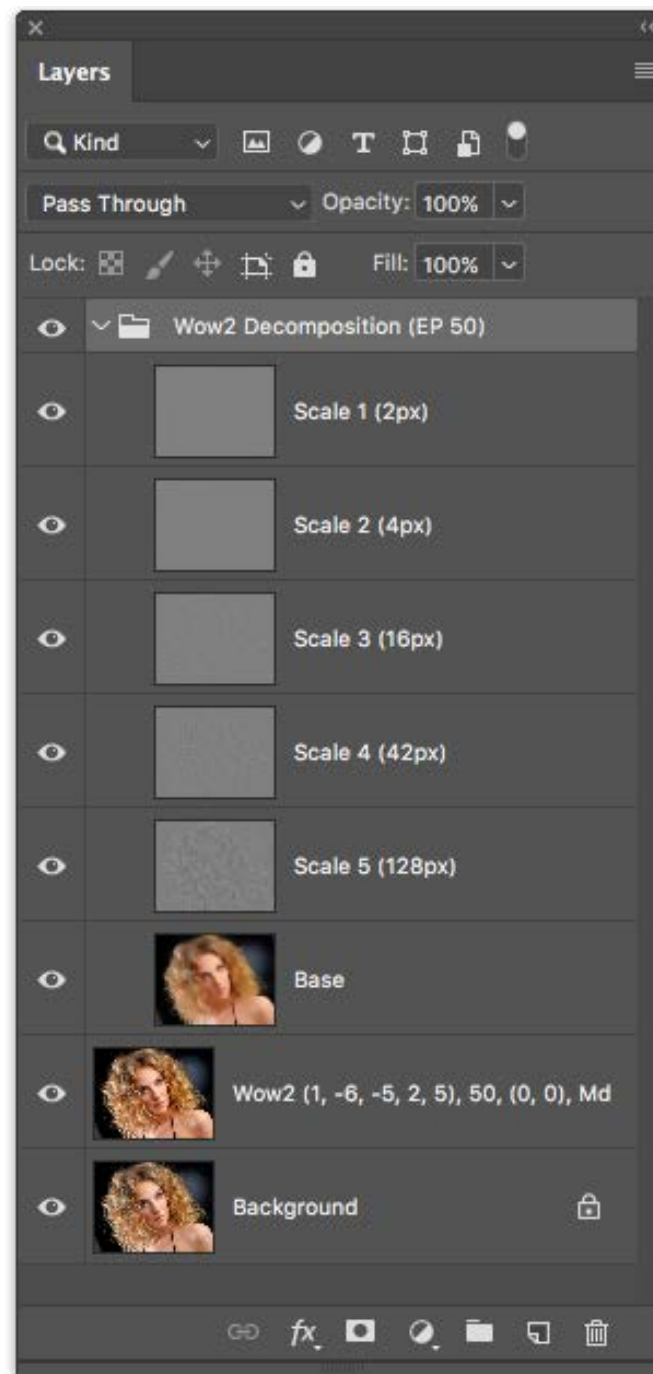 Layers
Kind
Pass Through Opacity: 100%
Lock: Fill: 100%
Wow2 Decomposition (EP 50)
Scale 1 (2px)
Scale 2 (4px)
Scale 3 (16px)
Scale 4 (42px)
Scale 5 (128px)
Base
Wow2 (1, -6, -5, 2, 5), 50, (0, 0), Md
Background
fx